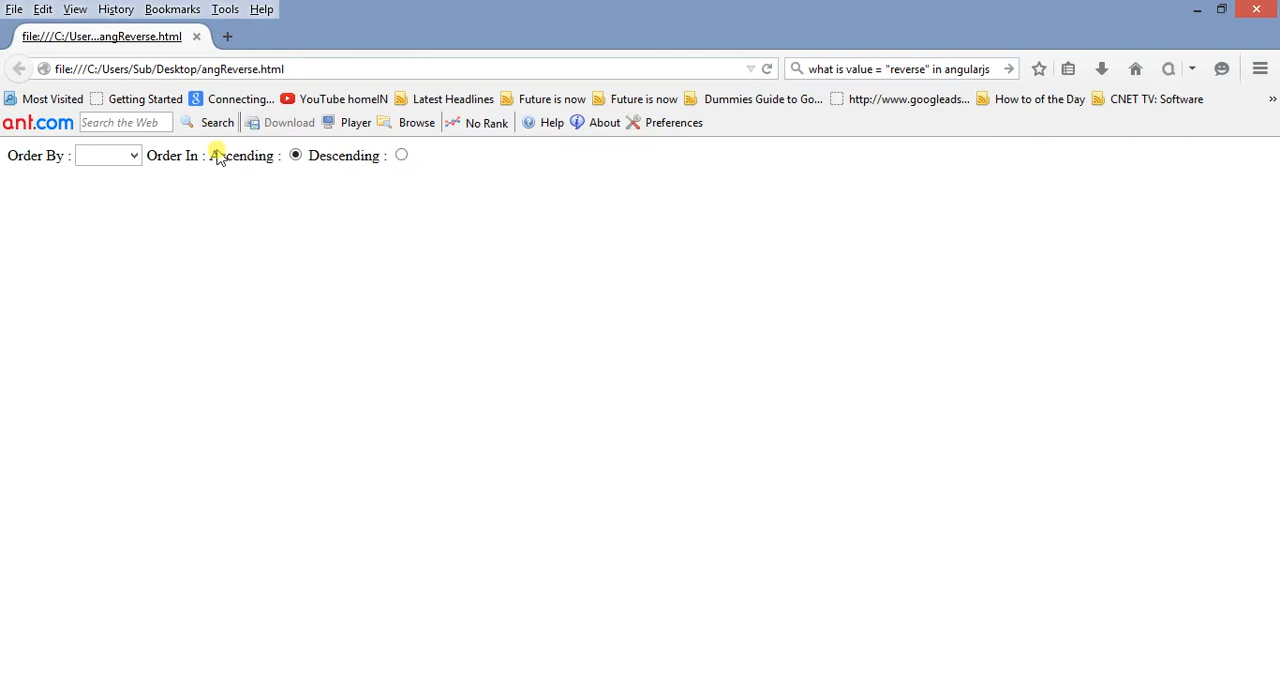 File Edit View History Bookmarks Tools Help
file:///C:/User...angReverse.html
file:///C:/Users/Sub/Desktop/angReverse.html what is value = "reverse" in angularjs
Most Visited Getting Started Connecting... YouTube homeIN Latest Headlines Future is now Future is now Dummies Guide to Go... http://www.googleads... How to of the Day CNET TV: Software
ant.com Search the Web Search Download Player Browse No Rank Help About Preferences
Order By : Order In : Ascending : Descending :